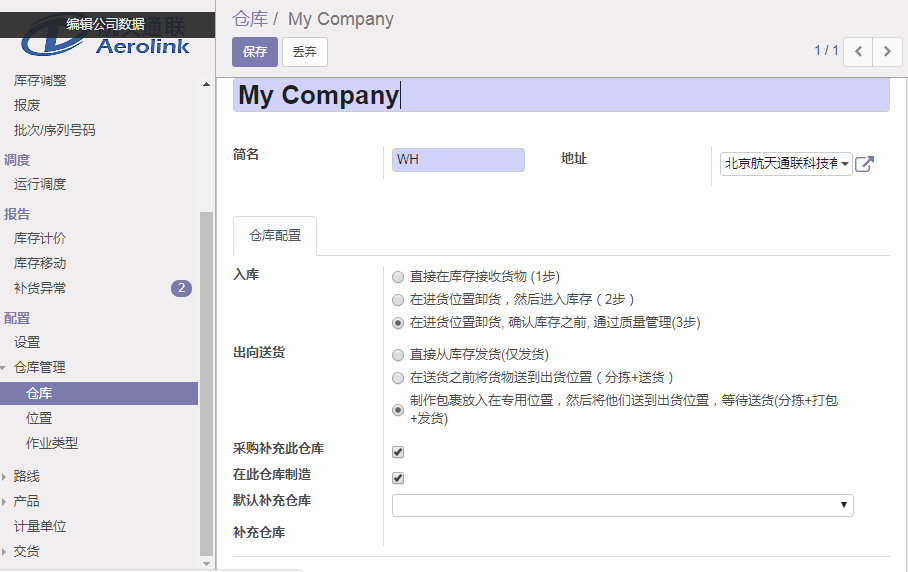 编辑公司数据
Aerolink
库存调整
报废
批次/序列号码
调度
运行调度
报告
库存计价
库存移动
补货异常 2
配置
设置
仓库管理
仓库
位置
作业类型
路线
产品
计量单位
交货
仓库 / My Company
保存 丢弃
1 / 1
My Company
简名 WH 地址 北京航天通联科技有
仓库配置
入库
直接在库存接收货物 (1步)
在进货位置卸货，然后进入库存（2步）
在进货位置卸货, 确认库存之前, 通过质量管理(3步)
出向送货
直接从库存发货(仅发货)
在送货之前将货物送到出货位置（分拣+送货）
制作包裹放入在专用位置，然后将他们送到出货位置，等待送货(分拣+打包
+发货)
采购补充此仓库
在此仓库制造
默认补充仓库
补充仓库